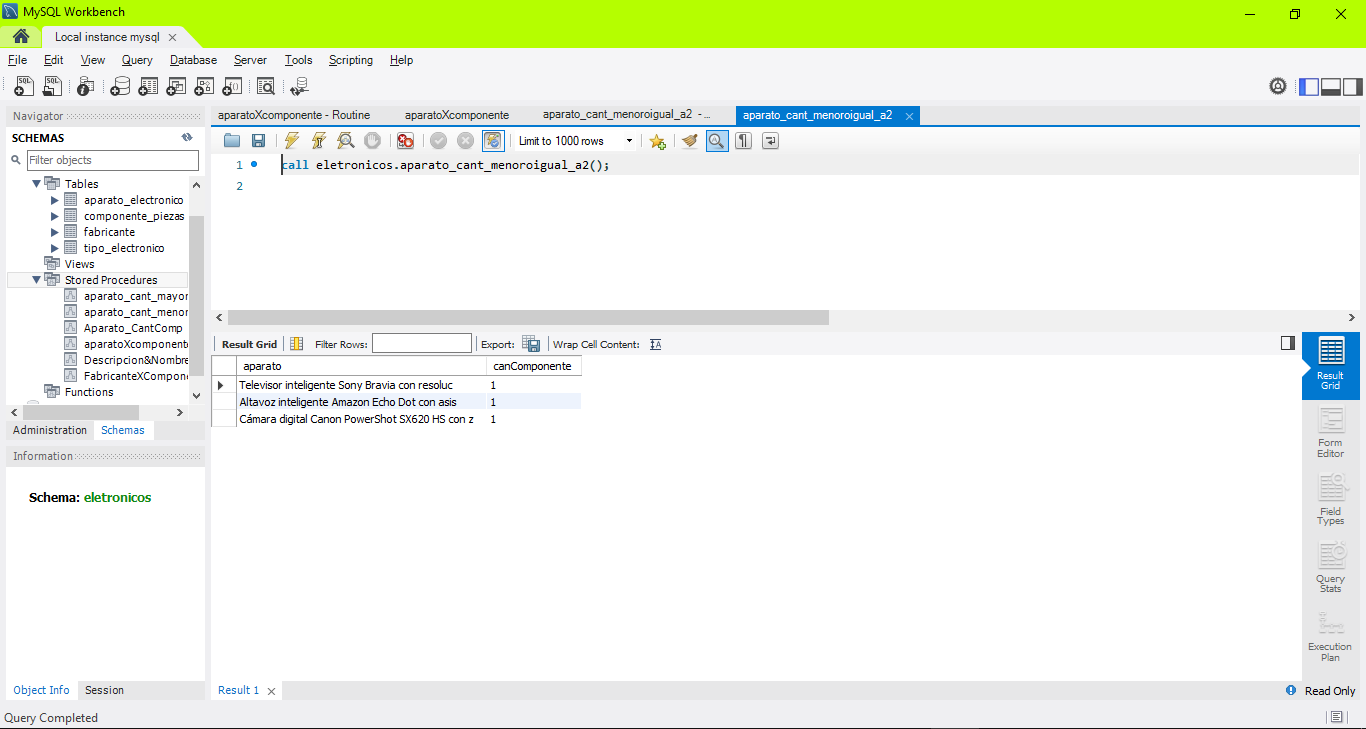 MySQL Workbench
Local instance mysql
File Edit View Query Database Server Tools Scripting Help
Navigator
SCHEMAS
Filter objects
Tables
aparato_electronico
componente_piezas
fabricante
tipo_electronico
Views
Stored Procedures
aparato_cant_mayor
aparato_cant_menor
Aparato_CantComp
aparatoXcomponente
Descripcion&Nombre
FabricanteXCompon
Functions
Administration Schemas
Information
Schema: eletronicos
Object Info Session
Query Completed
aparatoXcomponente - Routine aparatoXcomponente aparato_cant_menoroigual_a2 - ... aparato_cant_menoroigual_a2
Limit to 1000 rows
1 call eletronicos.aparato_cant_menoroigual_a2();
2
Result Grid Filter Rows: Export: Wrap Cell Content:
aparato canComponente
Televisor inteligente Sony Bravia con resoluc 1
Altavoz inteligente Amazon Echo Dot con asis 1
Cámara digital Canon PowerShot SX620 HS con z 1
Result
Grid
Form
Editor
Field
Types
Query
Stats
Execution
Plan
Result 1
Read Only